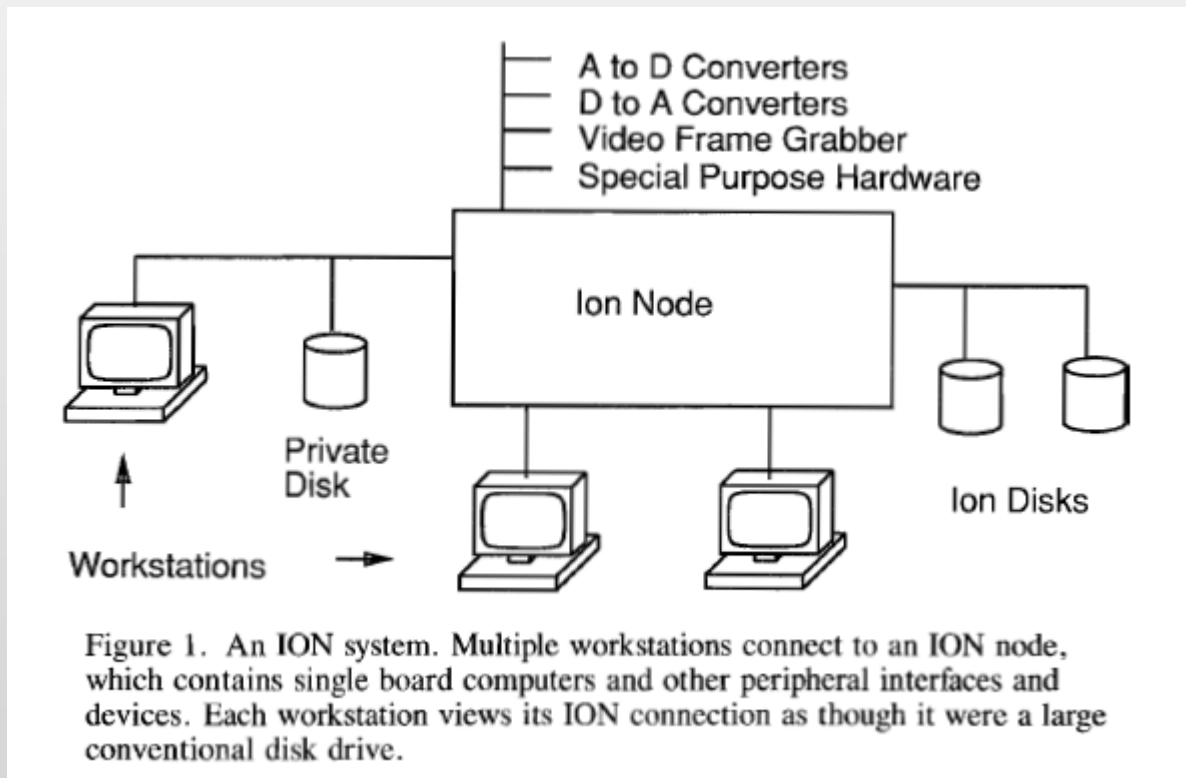 A to D Converters
D to A Converters
Video Frame Grabber
Special Purpose Hardware
Ion Node
Private
Disk
Ion Disks
Workstations
Figure 1. An ION system. Multiple workstations connect to an ION node,
which contains single board computers and other peripheral interfaces and
devices. Each workstation views its ION connection as though it were a large
conventional disk drive.